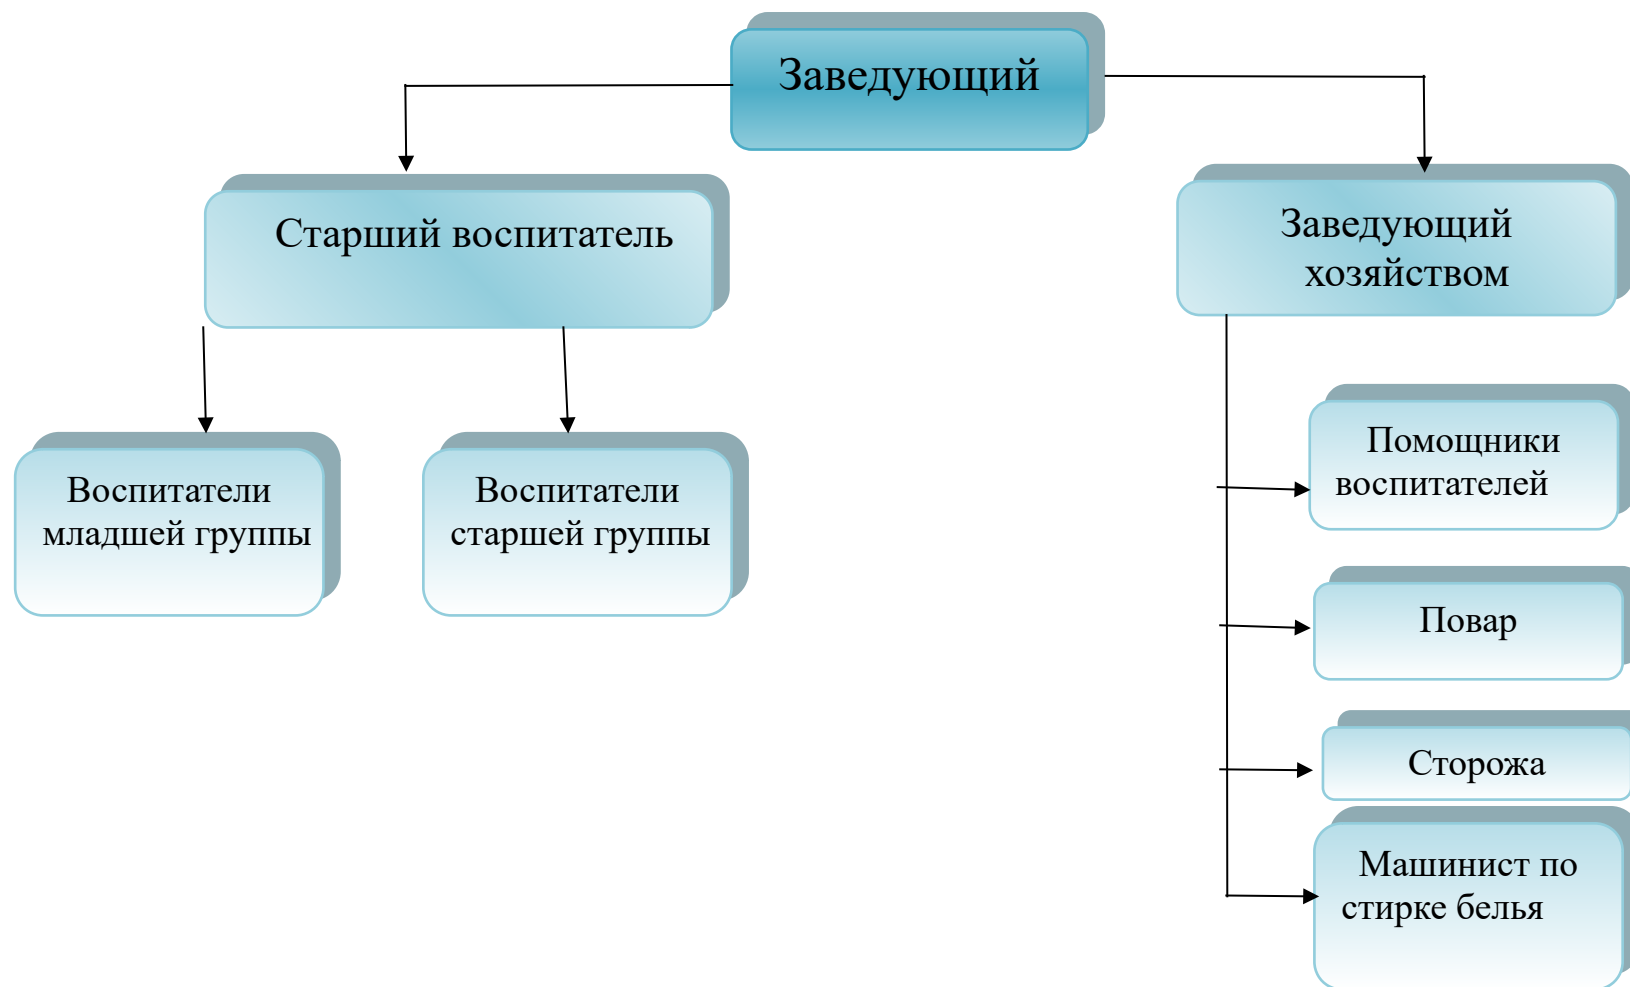 Заведующий
Старший воспитатель
Заведующий
хозяйством
Воспитатели
младшей группы
Воспитатели
старшей группы
Помощники
воспитателей
Повар
Сторожа
Машинист по
стирке белья